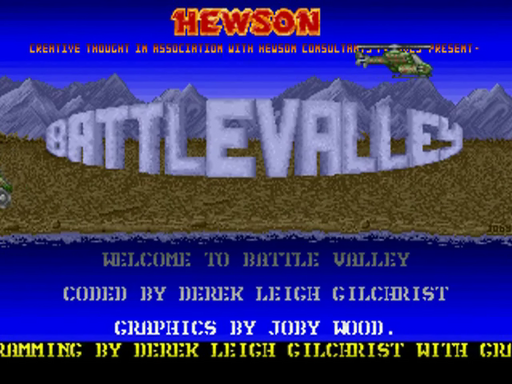 HEWSON
CREATIVE THOUGHT IN ASSOCIATION WITH HEWSON CONSULTANTS PRESENT-
BATTLEVALLEY
WELCOME TO BATTLE VALLEY
CODED BY DEREK LEIGH GILCHRIST
GRAPHICS BY JOBY WOOD.
RAMMING BY DEREK LEIGH GILCHRIST WITH GRA